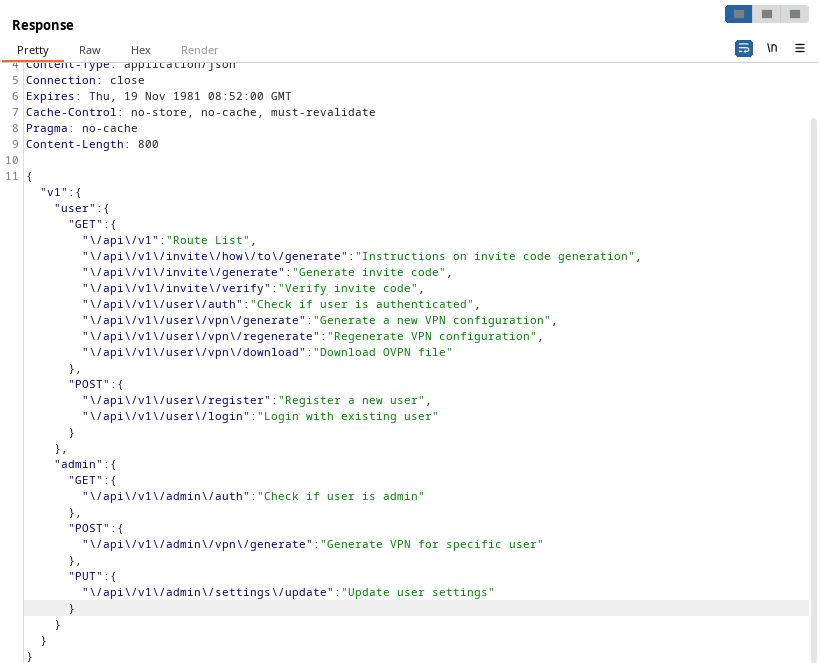 Response
Pretty Raw Hex Render \n
4 Content-Type: application/json
5 Connection: close
6 Expires: Thu, 19 Nov 1981 08:52:00 GMT
7 Cache-Control: no-store, no-cache, must-revalidate
8 Pragma: no-cache
9 Content-Length: 800
10
11 {
"v1":{
"user":{
"GET":{
"\/api\/v1":"Route List",
"\/api\/v1\/invite\/how\/to\/generate":"Instructions on invite code generation",
"\/api\/v1\/invite\/generate":"Generate invite code",
"\/api\/v1\/invite\/verify":"Verify invite code",
"\/api\/v1\/user\/auth":"Check if user is authenticated",
"\/api\/v1\/user\/vpn\/generate":"Generate a new VPN configuration",
"\/api\/v1\/user\/vpn\/regenerate":"Regenerate VPN configuration",
"\/api\/v1\/user\/vpn\/download":"Download OVPN file"
},
"POST":{
"\/api\/v1\/user\/register":"Register a new user",
"\/api\/v1\/user\/login":"Login with existing user"
}
},
"admin":{
"GET":{
"\/api\/v1\/admin\/auth":"Check if user is admin"
},
"POST":{
"\/api\/v1\/admin\/vpn\/generate":"Generate VPN for specific user"
},
"PUT":{
"\/api\/v1\/admin\/settings\/update":"Update user settings"
}
}
}
}